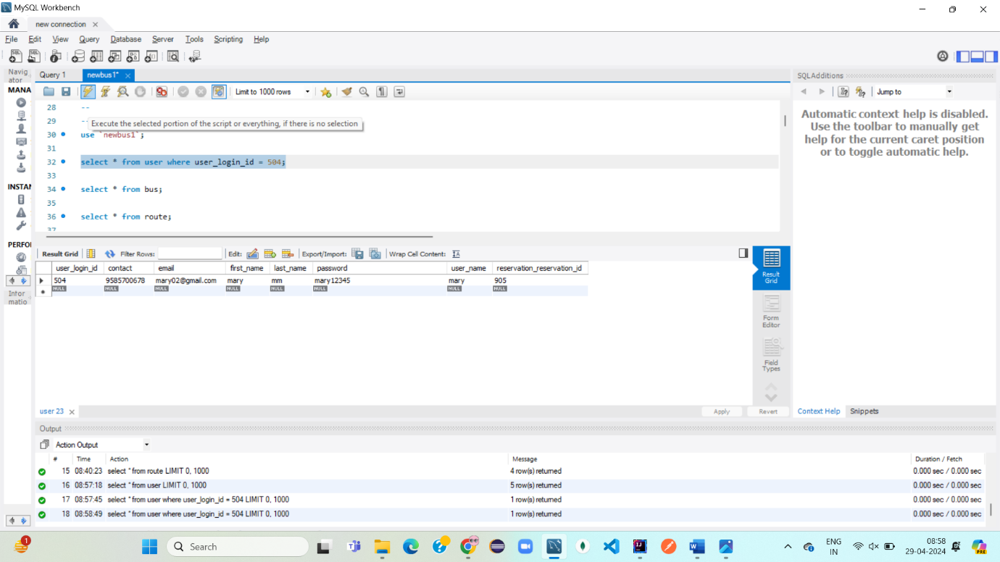 MySQL Workbench
new connection
File Edit View Query Database Server Tools Scripting Help
Navig
ator
MANA
INSTAN
PERFO
Infor
matio
Query 1 newbus1*
Limit to 1000 rows
28 --
29 --
Execute the selected portion of the script or everything, if there is no selection
30 use `newbus1`;
31
32 select * from user where user_login_id = 504;
33
34 select * from bus;
35
36 select * from route;
37
SQLAdditions
Jump to
Automatic context help is disabled.
Use the toolbar to manually get
help for the current caret position
or to toggle automatic help.
Result Grid Filter Rows: Edit: Export/Import: Wrap Cell Content:
user_login_id contact email first_name last_name password user_name reservation_reservation_id
504 9585700678 mary02@gmail.com mary mm mary12345 mary 905
NULL NULL NULL NULL NULL NULL NULL NULL
Result
Grid
Form
Editor
Field
Types
user 23 Apply Revert
Context Help Snippets
Output
Action Output
# Time Action Message Duration / Fetch
15 08:40:23 select * from route LIMIT 0, 1000 4 row(s) returned 0.000 sec / 0.000 sec
16 08:57:18 select * from user LIMIT 0, 1000 5 row(s) returned 0.000 sec / 0.000 sec
17 08:57:45 select * from user where user_login_id = 504 LIMIT 0, 1000 1 row(s) returned 0.000 sec / 0.000 sec
18 08:58:49 select * from user where user_login_id = 504 LIMIT 0, 1000 1 row(s) returned 0.000 sec / 0.000 sec
1
Search
ENG
IN
08:58
29-04-2024
PRE